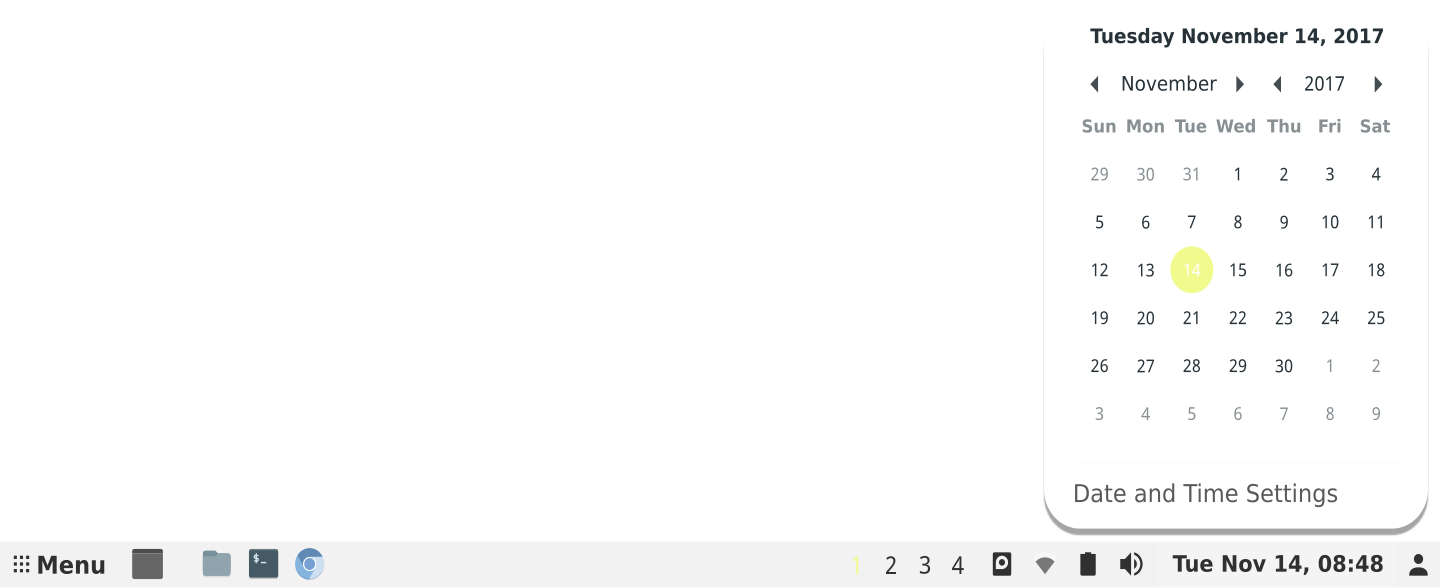 Tuesday November 14, 2017
November 2017
Sun Mon Tue Wed Thu Fri Sat
29 30 31 1 2 3 4
5 6 7 8 9 10 11
12 13 14 15 16 17 18
19 20 21 22 23 24 25
26 27 28 29 30 1 2
3 4 5 6 7 8 9
Date and Time Settings
Menu $_ 1 2 3 4 Tue Nov 14, 08:48